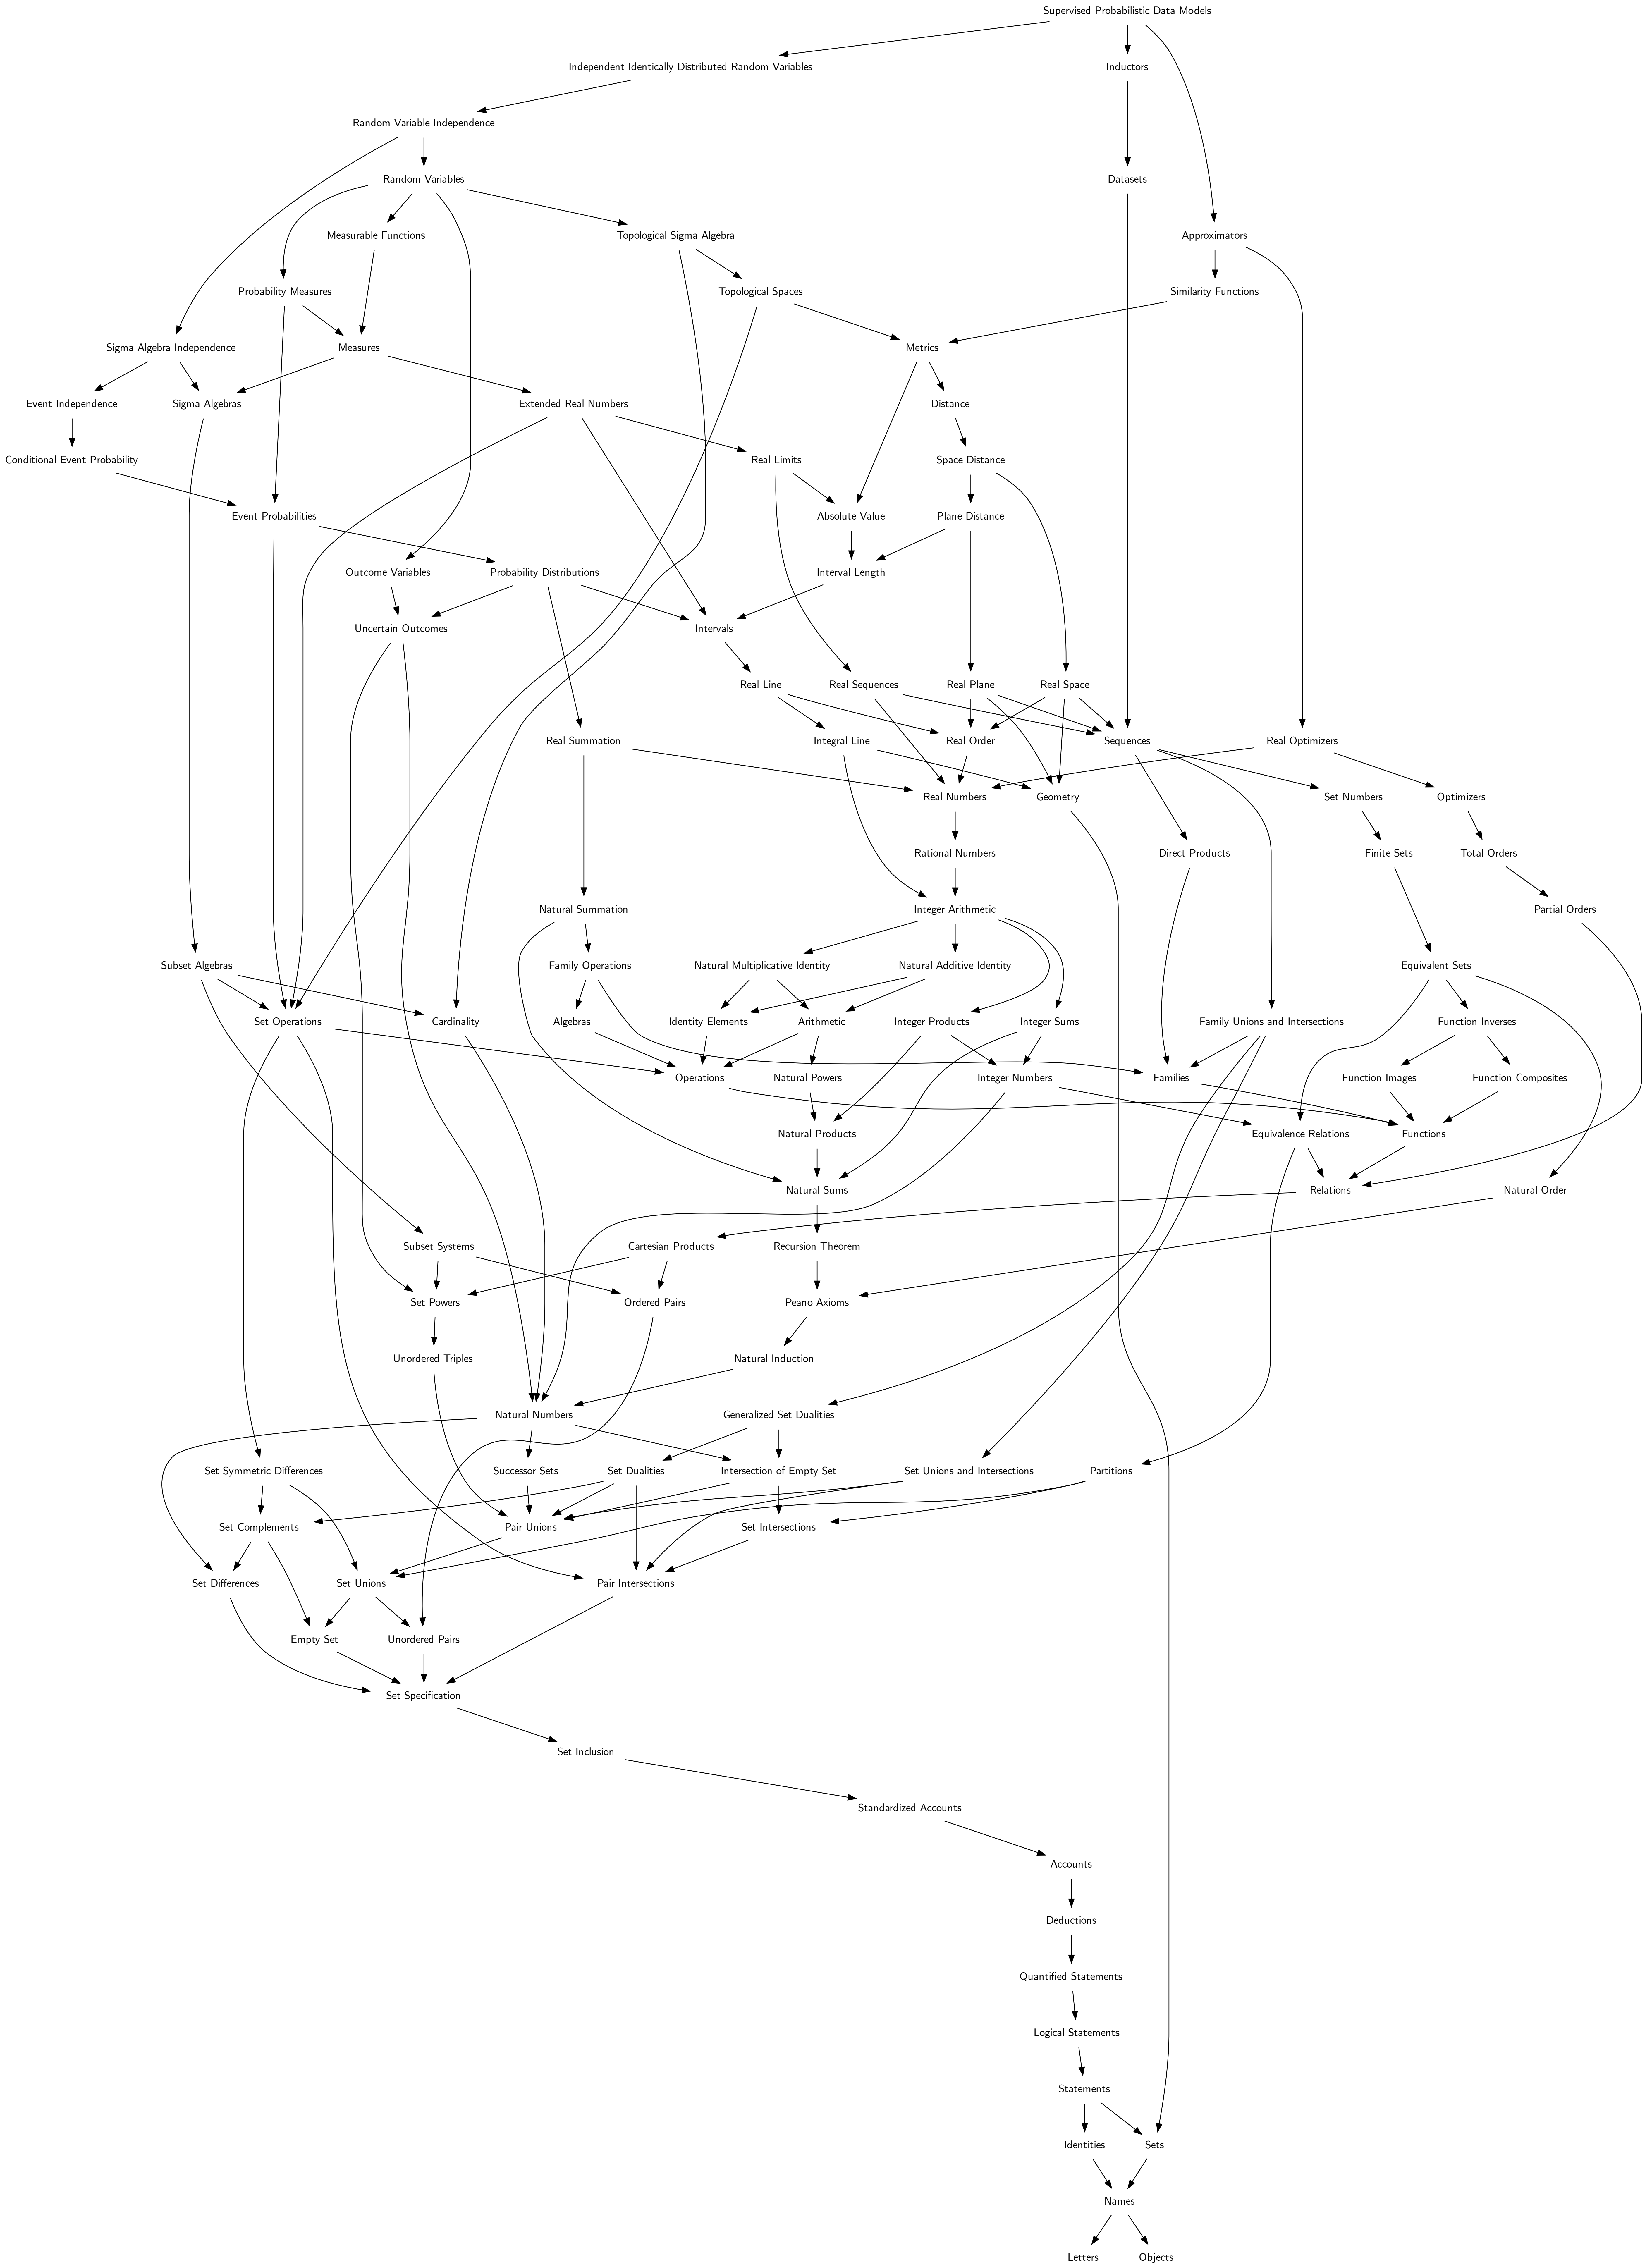 Supervised Probabilistic Data Models
Independent Identically Distributed Random Variables
Inductors
Random Variable Independence
Random Variables
Datasets
Measurable Functions
Topological Sigma Algebra
Approximators
Probability Measures
Topological Spaces
Similarity Functions
Sigma Algebra Independence
Measures
Metrics
Event Independence
Sigma Algebras
Extended Real Numbers
Distance
Conditional Event Probability
Real Limits
Space Distance
Event Probabilities
Absolute Value
Plane Distance
Outcome Variables
Probability Distributions
Interval Length
Uncertain Outcomes
Intervals
Real Line
Real Sequences
Real Plane
Real Space
Real Summation
Integral Line
Real Order
Sequences
Real Optimizers
Real Numbers
Geometry
Set Numbers
Optimizers
Rational Numbers
Direct Products
Finite Sets
Total Orders
Natural Summation
Integer Arithmetic
Partial Orders
Subset Algebras
Family Operations
Natural Multiplicative Identity
Natural Additive Identity
Equivalent Sets
Set Operations
Cardinality
Algebras
Identity Elements
Arithmetic
Integer Products
Integer Sums
Family Unions and Intersections
Function Inverses
Operations
Natural Powers
Integer Numbers
Families
Function Images
Function Composites
Natural Products
Equivalence Relations
Functions
Natural Sums
Relations
Natural Order
Subset Systems
Cartesian Products
Recursion Theorem
Set Powers
Ordered Pairs
Peano Axioms
Unordered Triples
Natural Induction
Natural Numbers
Generalized Set Dualities
Set Symmetric Differences
Successor Sets
Set Dualities
Intersection of Empty Set
Set Unions and Intersections
Partitions
Set Complements
Pair Unions
Set Intersections
Set Differences
Set Unions
Pair Intersections
Empty Set
Unordered Pairs
Set Specification
Set Inclusion
Standardized Accounts
Accounts
Deductions
Quantified Statements
Logical Statements
Statements
Identities
Sets
Names
Letters
Objects